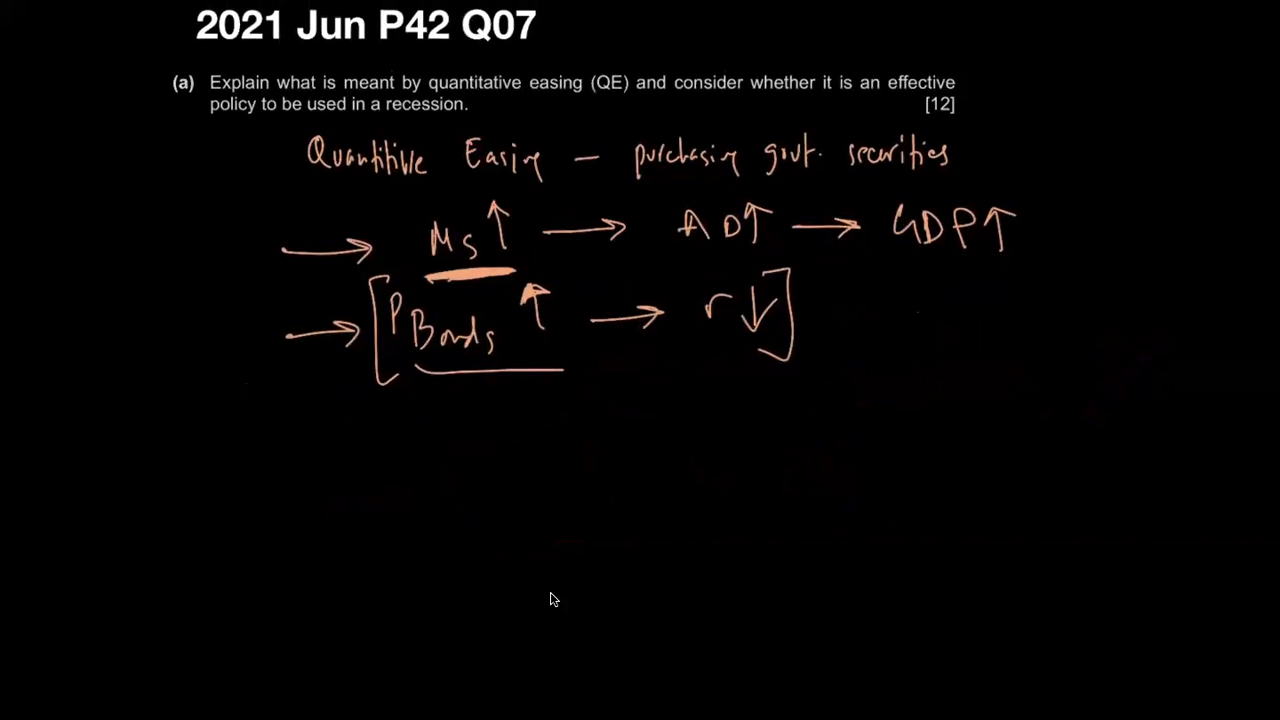 2021 Jun P42 Q07
(a) Explain what is meant by quantitative easing (QE) and consider whether it is an effective
policy to be used in a recession. [12]
Quantitive Easing – purchasing govt. securities
→ Ms↑ → AD↑ → GDP↑
→ [P Bonds ↑ → r↓]